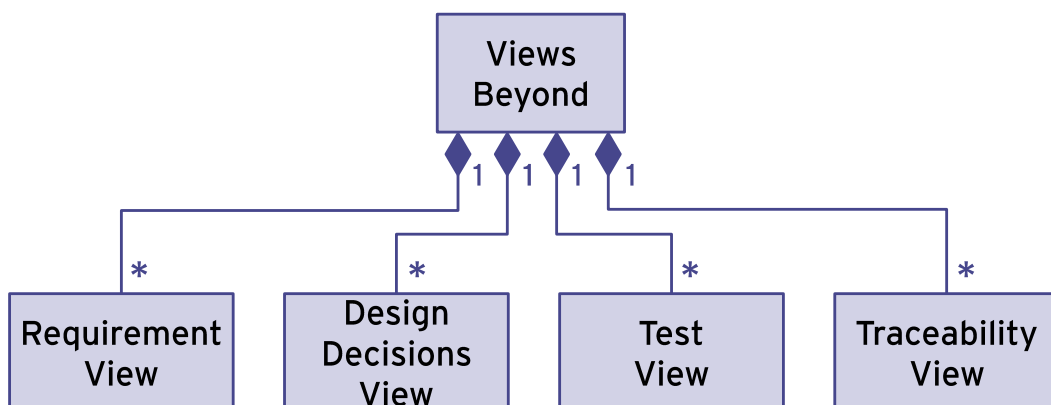 Views
Beyond
1 1 1 1
* * * *
Requirement
View
Design
Decisions
View
Test
View
Traceability
View